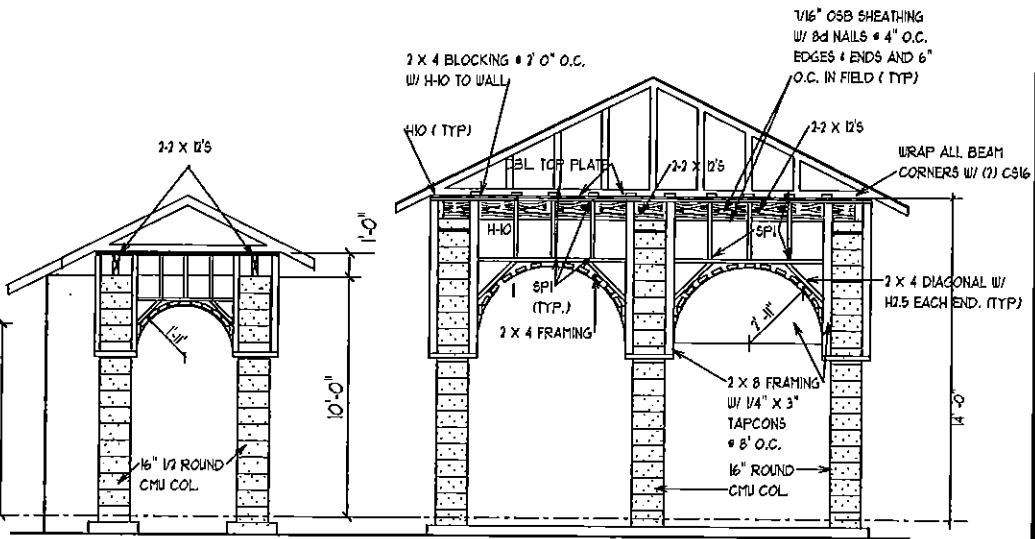 2-2 X 12'S
1'-0"
1'-11"
10'-0"
16" 1/2 ROUND
CMU COL.
2 X 4 BLOCKING @ 2' 0" O.C.
W/ H-10 TO WALL
H10 ( TYP)
DBL TOP PLATE
2-2 X 12'S
7/16" OSB SHEATHING
W/ 8d NAILS @ 4" O.C.
EDGES & ENDS AND 6"
O.C. IN FIELD ( TYP)
2-2 X 12'S
WRAP ALL BEAM
CORNERS W/ (2) CS16
H-10
SP1
SP1
(TYP.)
2 X 4 FRAMING
2 X 4 DIAGONAL W/
H2.5 EACH END. (TYP)
2'-11"
2 X 8 FRAMING
W/ 1/4" X 3"
TAPCONS
@ 8' O.C.
16" ROUND
CMU COL.